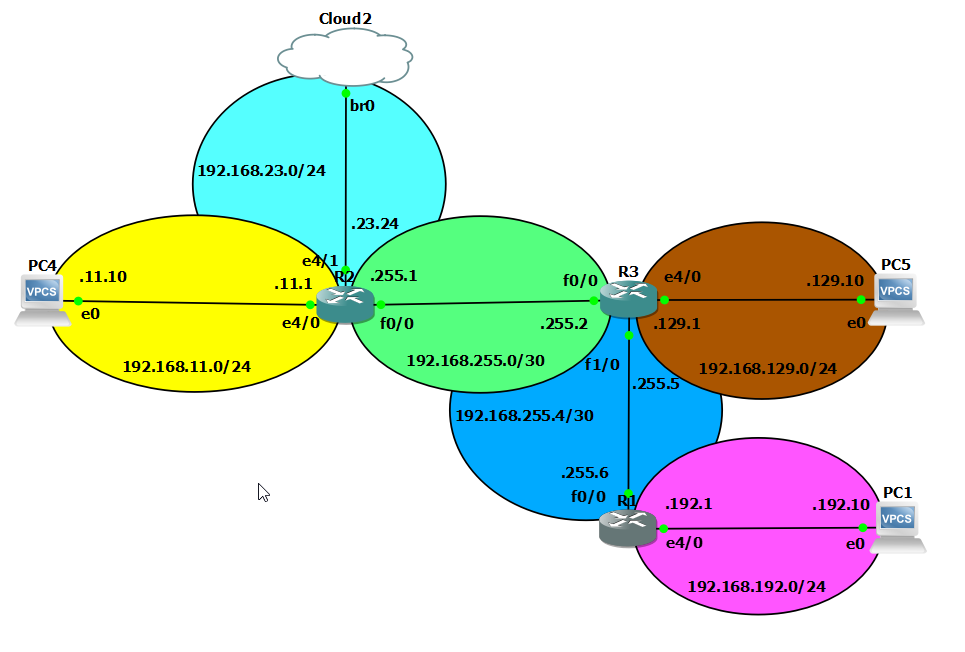 Cloud2
br0
192.168.23.0/24
.23.24
e4/1
R2
PC4
VPCS
.11.10
e0
.11.1
e4/0
192.168.11.0/24
.255.1
f0/0
192.168.255.0/30
f0/0
.255.2
R3
e4/0
.129.1
f1/0
.255.5
PC5
VPCS
.129.10
e0
192.168.129.0/24
192.168.255.4/30
.255.6
f0/0
R1
.192.1
e4/0
PC1
VPCS
.192.10
e0
192.168.192.0/24